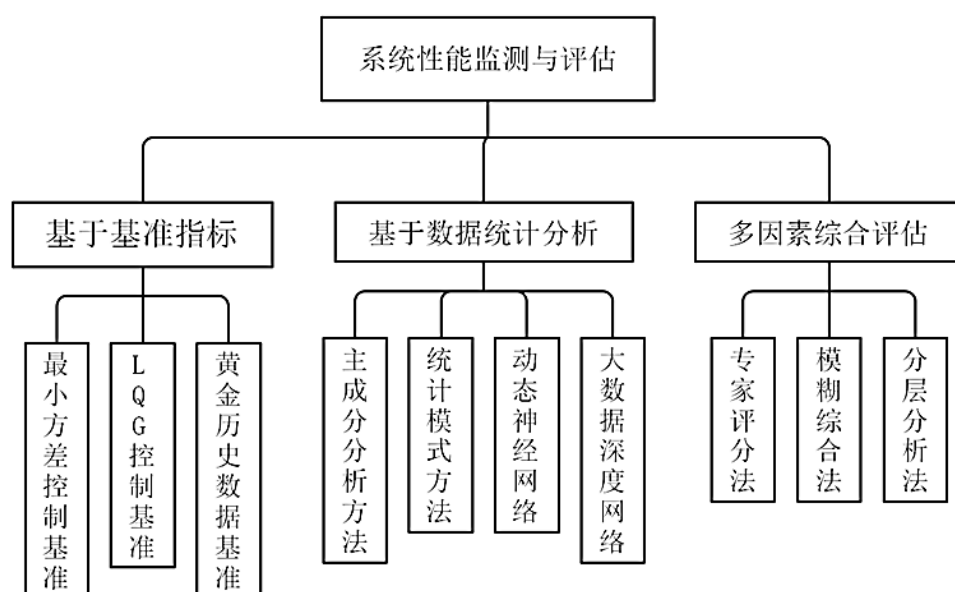 系统性能监测与评估
基于基准指标
基于数据统计分析
多因素综合评估
最小方差控制基准
LQG控制基准
黄金历史数据基准
主成分分析方法
统计模式方法
动态神经网络
大数据深度网络
专家评分法
模糊综合法
分层分析法